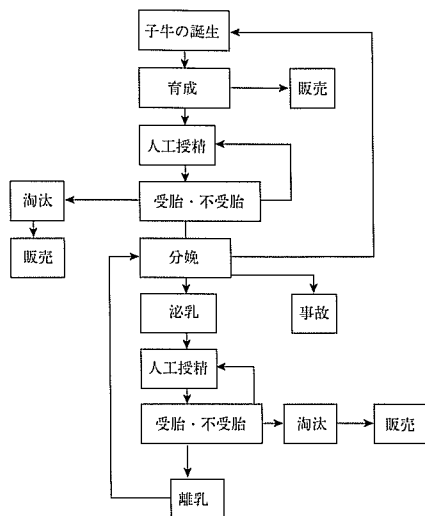 子牛の誕生
育成
販売
人工授精
受胎・不受胎
淘汰
販売
分娩
泌乳
事故
人工授精
受胎・不受胎
淘汰
販売
離乳